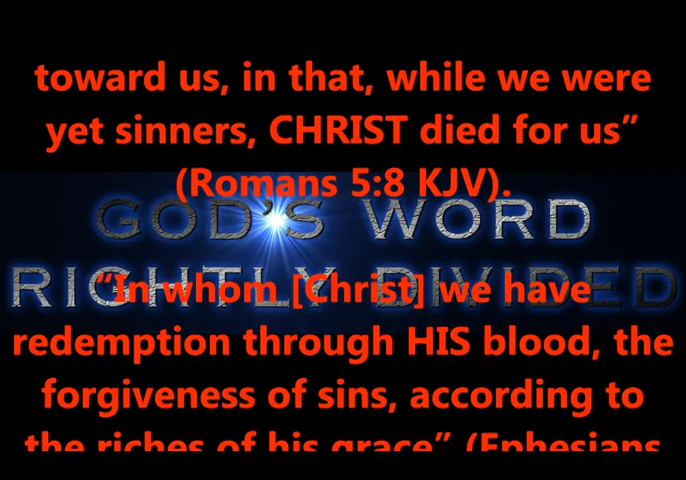 toward us, in that, while we were
yet sinners, CHRIST died for us”
(Romans 5:8 KJV).
GOD'S WORD
RIGHTLY DIVIDED
“In whom [Christ] we have
redemption through HIS blood, the
forgiveness of sins, according to
the riches of his grace” (Ephesians